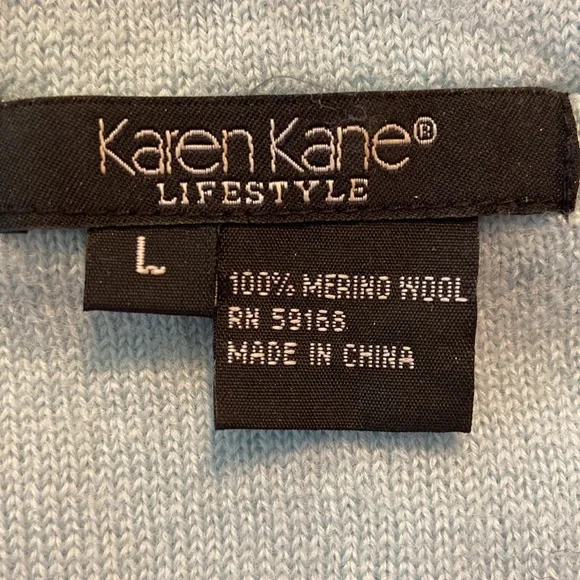 Karen Kane®
LIFESTYLE
L
100% MERINO WOOL
RN 59168
MADE IN CHINA